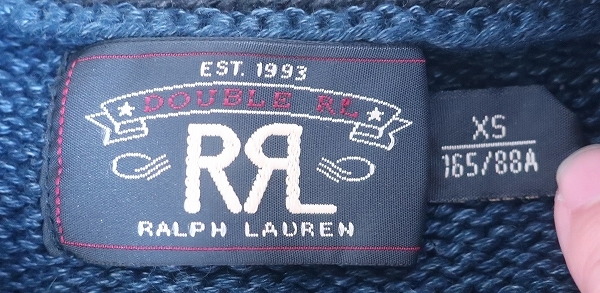 EST. 1993
DOUBLE RL
RRL
RALPH LAUREN
XS
165/88A